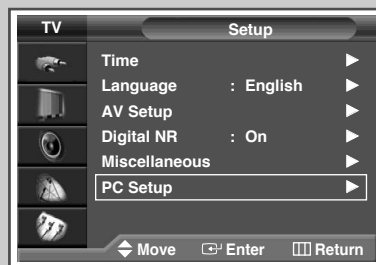 TV Setup
Time
Language : English
AV Setup
Digital NR : On
Miscellaneous
PC Setup
Move Enter Return